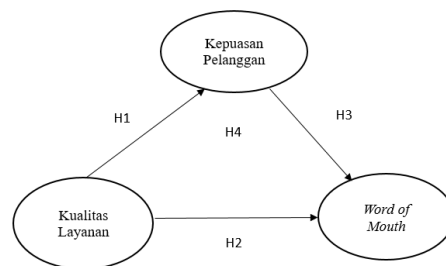 Kepuasan
Pelanggan
H1
H4
H3
Kualitas
Layanan
H2
Word of
Mouth